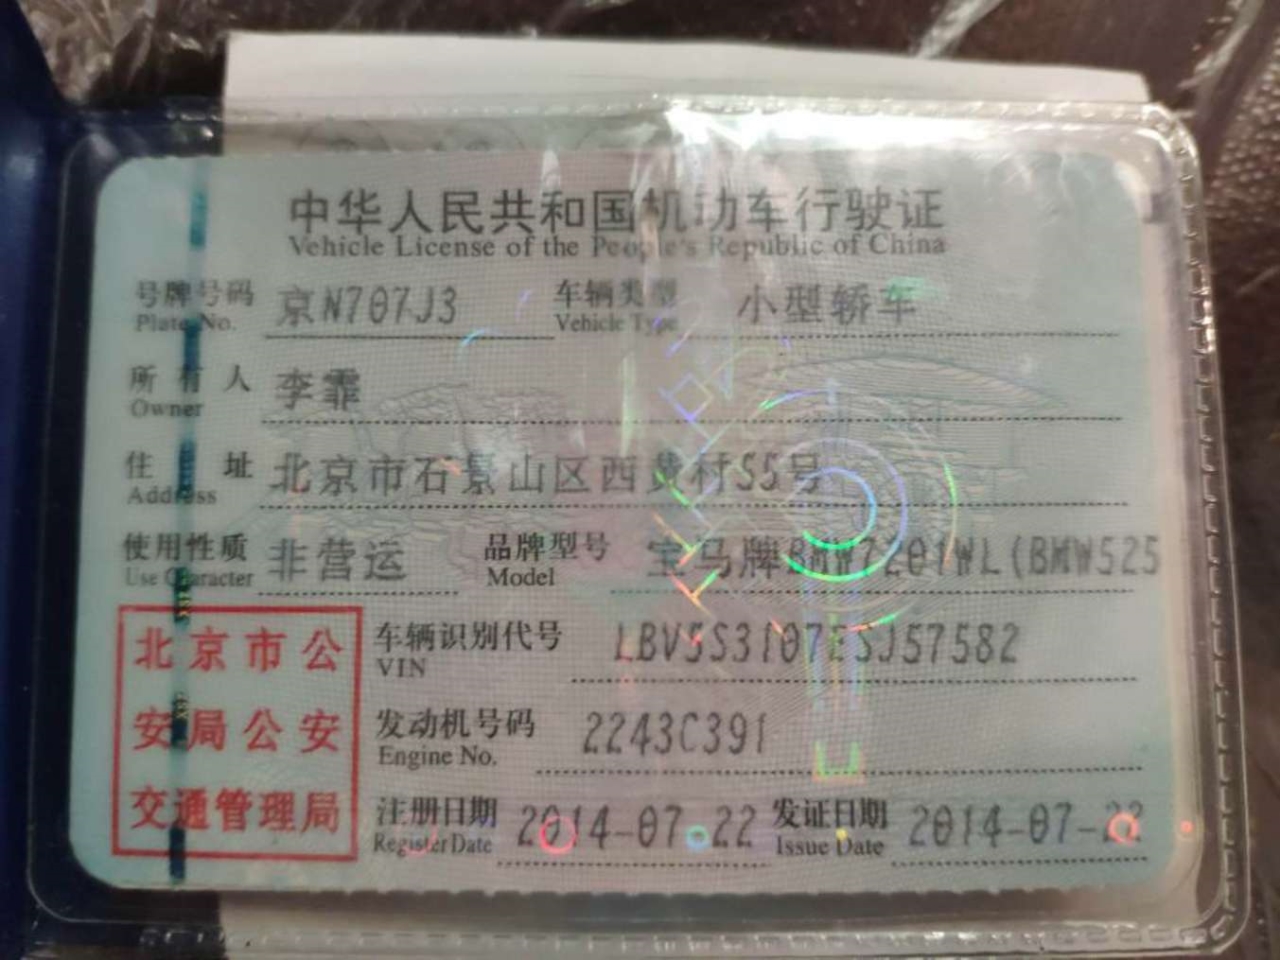 中华人民共和国机动车行驶证
Vehicle License of the People's Republic of China
号牌号码 京N707J3 车辆类型 小型轿车
Plate No. Vehicle Type
所有人 李霏
Owner
住址 北京市石景山区西黄村55号
Address
使用性质 非营运 品牌型号 宝马牌BMW7201WL(BMW525
Use Character Model
北京市公
安局公安
交通管理局
车辆识别代号 LBV5S3107ESJ57582
VIN
发动机号码 2243C391
Engine No.
注册日期 2014-07-22 发证日期 2014-07-22
Register Date Issue Date